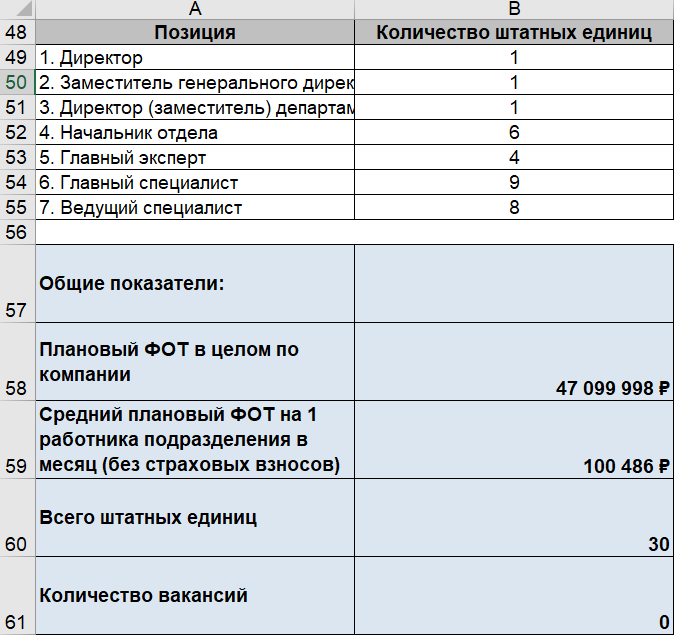 A B
48 Позиция Количество штатных единиц
49 1. Директор 1
50 2. Заместитель генерального дирек 1
51 3. Директор (заместитель) департам 1
52 4. Начальник отдела 6
53 5. Главный эксперт 4
54 6. Главный специалист 9
55 7. Ведущий специалист 8
56
57 Общие показатели:
Плановый ФОТ в целом по
58 компании 47 099 998 ₽
Средний плановый ФОТ на 1
работника подразделения в
59 месяц (без страховых взносов) 100 486 ₽
60 Всего штатных единиц 30
61 Количество вакансий 0